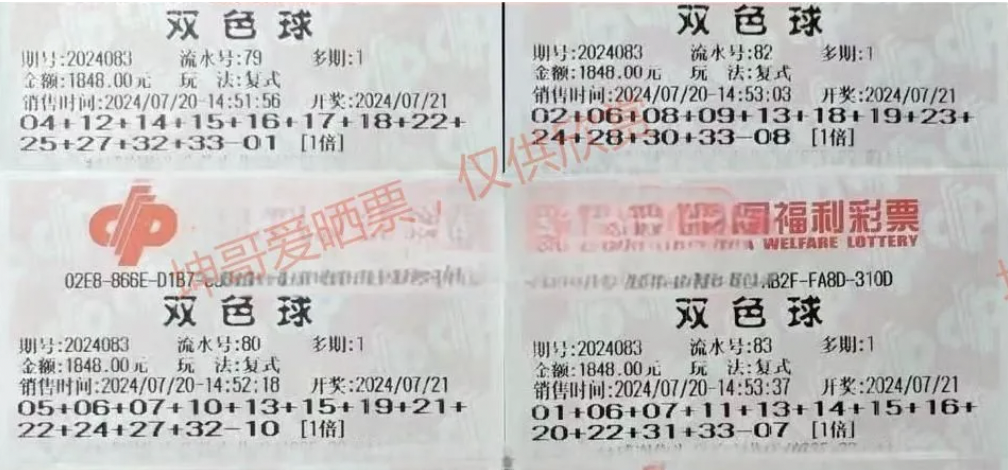 双色球
期号:2024083 流水号:79 多期:1
金额:1848.00元 玩 法:复式
销售时间:2024/07/20-14:51:56 开奖:2024/07/21
04+12+14+15+16+17+18+22+
25+27+32+33-01 [1倍]
双色球
期号:2024083 流水号:82 多期:1
金额:1848.00元 玩 法:复式
销售时间:2024/07/20-14:53:03 开奖:2024/07/21
02+06+08+09+13+18+19+23+
24+28+30+33-08 [1倍]
坤哥爱晒票，仅供欣赏
02E8-866E-D1B7-
双色球
期号:2024083 流水号:80 多期:1
金额:1848.00元 玩 法:复式
销售时间:2024/07/20-14:52:18 开奖:2024/07/21
05+06+07+10+13+15+19+21+
22+24+27+32-10 [1倍]
福利彩票
WELFARE LOTTERY
B2F-FA8D-310D
双色球
期号:2024083 流水号:83 多期:1
金额:1848.00元 玩 法:复式
销售时间:2024/07/20-14:53:37 开奖:2024/07/21
01+06+07+11+13+14+15+16+
20+22+31+33-07 [1倍]